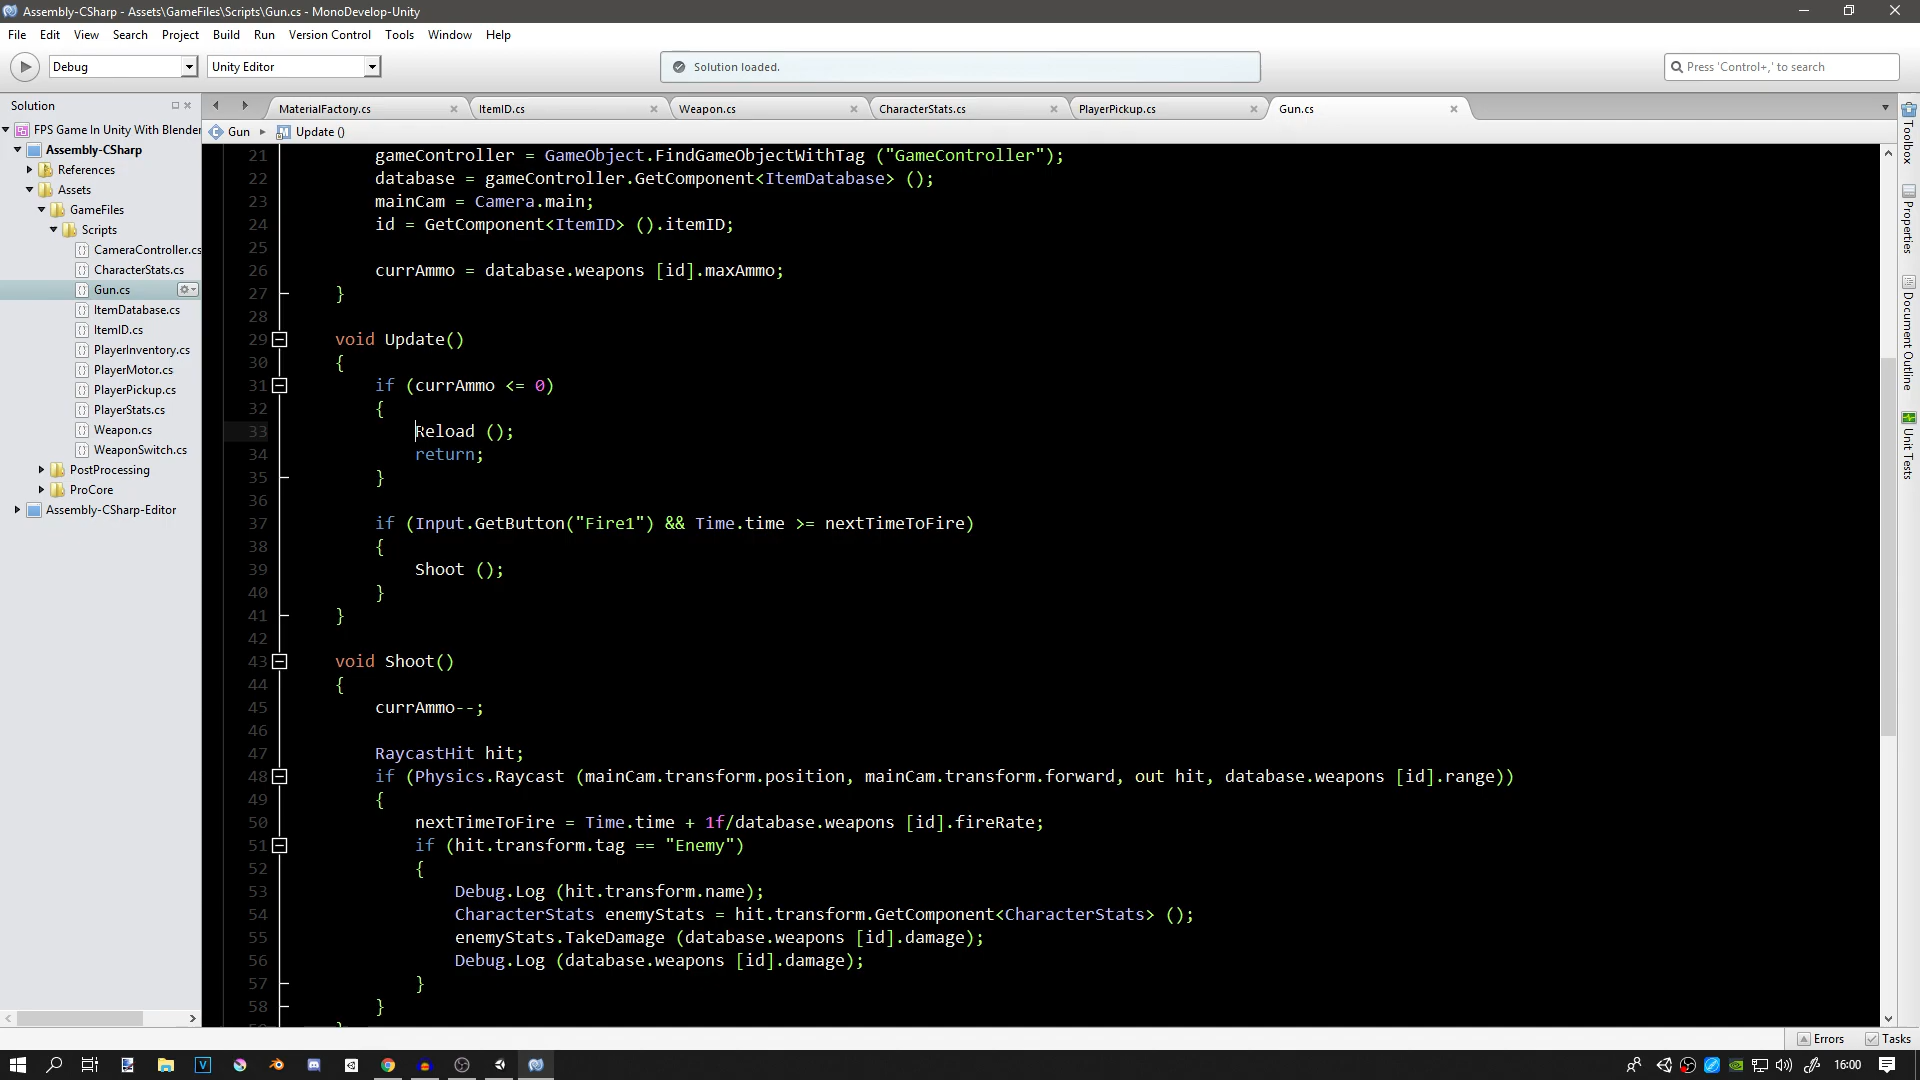 Assembly-CSharp - Assets\GameFiles\Scripts\Gun.cs - MonoDevelop-Unity
File Edit View Search Project Build Run Version Control Tools Window Help
Debug Unity Editor Solution loaded. Press 'Control+,' to search
Solution MaterialFactory.cs ItemID.cs Weapon.cs CharacterStats.cs PlayerPickup.cs Gun.cs
Gun Update ()
FPS Game In Unity With Blender
Assembly-CSharp
References
Assets
GameFiles
Scripts
CameraController.cs
CharacterStats.cs
Gun.cs
ItemDatabase.cs
ItemID.cs
PlayerInventory.cs
PlayerMotor.cs
PlayerPickup.cs
PlayerStats.cs
Weapon.cs
WeaponSwitch.cs
PostProcessing
ProCore
Assembly-CSharp-Editor
21 gameController = GameObject.FindGameObjectWithTag ("GameController");
22 database = gameController.GetComponent<ItemDatabase> ();
23 mainCam = Camera.main;
24 id = GetComponent<ItemID> ().itemID;
25
26 currAmmo = database.weapons [id].maxAmmo;
27 }
28
29 void Update()
30 {
31 if (currAmmo <= 0)
32 {
33 Reload ();
34 return;
35 }
36
37 if (Input.GetButton("Fire1") && Time.time >= nextTimeToFire)
38 {
39 Shoot ();
40 }
41 }
42
43 void Shoot()
44 {
45 currAmmo--;
46
47 RaycastHit hit;
48 if (Physics.Raycast (mainCam.transform.position, mainCam.transform.forward, out hit, database.weapons [id].range))
49 {
50 nextTimeToFire = Time.time + 1f/database.weapons [id].fireRate;
51 if (hit.transform.tag == "Enemy")
52 {
53 Debug.Log (hit.transform.name);
54 CharacterStats enemyStats = hit.transform.GetComponent<CharacterStats> ();
55 enemyStats.TakeDamage (database.weapons [id].damage);
56 Debug.Log (database.weapons [id].damage);
57 }
58 }
Toolbox
Properties
Document Outline
Unit Tests
Errors Tasks
16:00